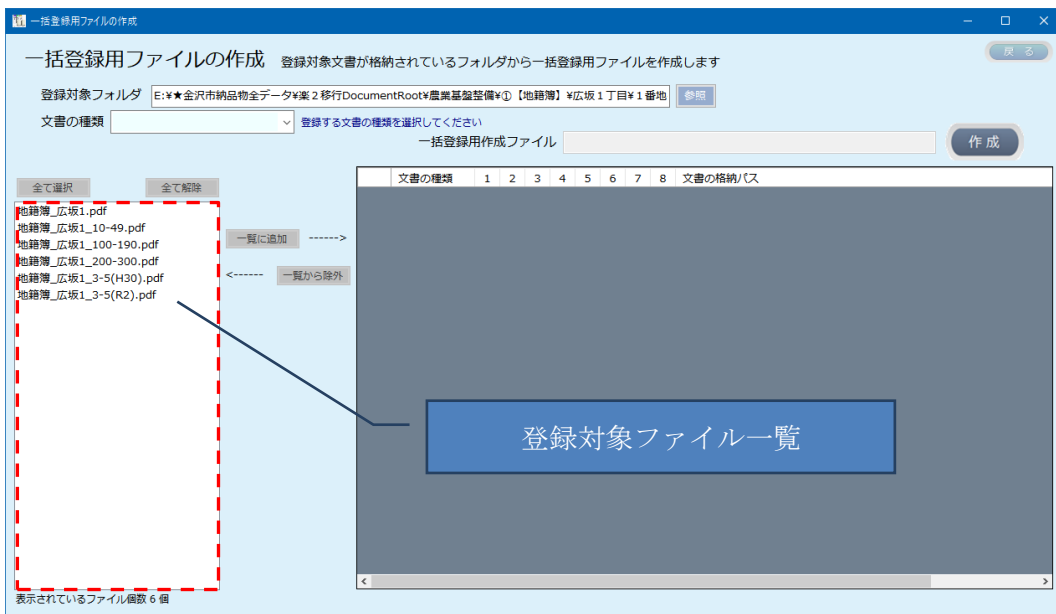 一括登録用ファイルの作成
一括登録用ファイルの作成 登録対象文書が格納されているフォルダから一括登録用ファイルを作成します
戻 る
登録対象フォルダ E:¥★金沢市納品物全データ¥楽２移行DocumentRoot¥農業基盤整備¥①【地籍簿】¥広坂１丁目¥１番地 参照
文書の種類 登録する文書の種類を選択してください
一括登録用作成ファイル 作 成
全て選択 全て解除
文書の種類 1 2 3 4 5 6 7 8 文書の格納パス
地籍簿_広坂1.pdf
地籍簿_広坂1_10-49.pdf
地籍簿_広坂1_100-190.pdf
地籍簿_広坂1_200-300.pdf
地籍簿_広坂1_3-5(H30).pdf
地籍簿_広坂1_3-5(R2).pdf
一覧に追加 ------>
<------ 一覧から除外
登録対象ファイル一覧
表示されているファイル個数 6 個